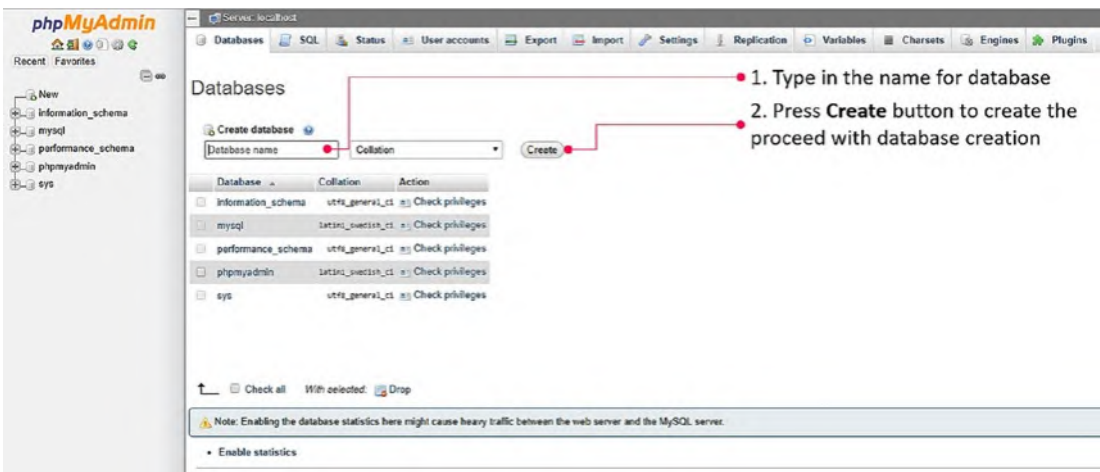 phpMyAdmin
Recent Favorites
New
information_schema
mysql
performance_schema
phpmyadmin
sys
Server: localhost
Databases SQL Status User accounts Export Import Settings Replication Variables Charsets Engines Plugins
Databases
Create database
Database name Collation Create
1. Type in the name for database
2. Press Create button to create the
proceed with database creation
Database Collation Action
information_schema utf8_general_ci Check privileges
mysql latin1_swedish_ci Check privileges
performance_schema utf8_general_ci Check privileges
phpmyadmin latin1_swedish_ci Check privileges
sys utf8_general_ci Check privileges
Check all With selected: Drop
Note: Enabling the database statistics here might cause heavy traffic between the web server and the MySQL server.
• Enable statistics